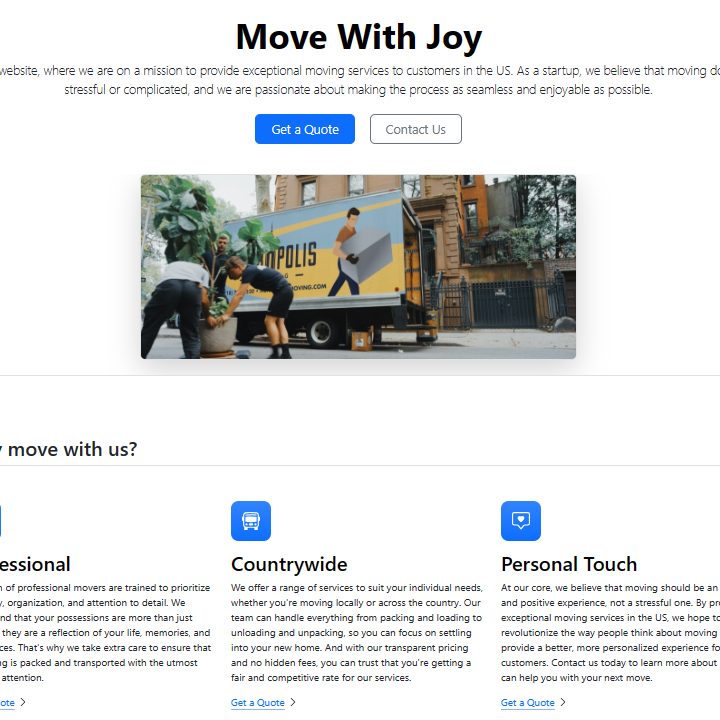 Move With Joy
website, where we are on a mission to provide exceptional moving services to customers in the US. As a startup, we believe that moving
stressful or complicated, and we are passionate about making the process as seamless and enjoyable as possible.
Get a Quote
Contact Us
OPOLIS
OVING.COM
move with us?
essional
of professional movers are trained to prioritize
organization, and attention to detail. We
nd that your possessions are more than just
they are a reflection of your life, memories, and
ces. That's why we take extra care to ensure that
ng is packed and transported with the utmost
attention.
ote
Countrywide
We offer a range of services to suit your individual needs,
whether you're moving locally or across the country. Our
team can handle everything from packing and loading to
unloading and unpacking, so you can focus on settling
into your new home. And with our transparent pricing
and no hidden fees, you can trust that you're getting a
fair and competitive rate for our services.
Get a Quote
Personal Touch
At our core, we believe that moving should be an
and positive experience, not a stressful one. By
exceptional moving services in the US, we hope to
revolutionize the way people think about moving
provide a better, more personalized experience
customers. Contact us today to learn more about
can help you with your next move.
Get a Quote